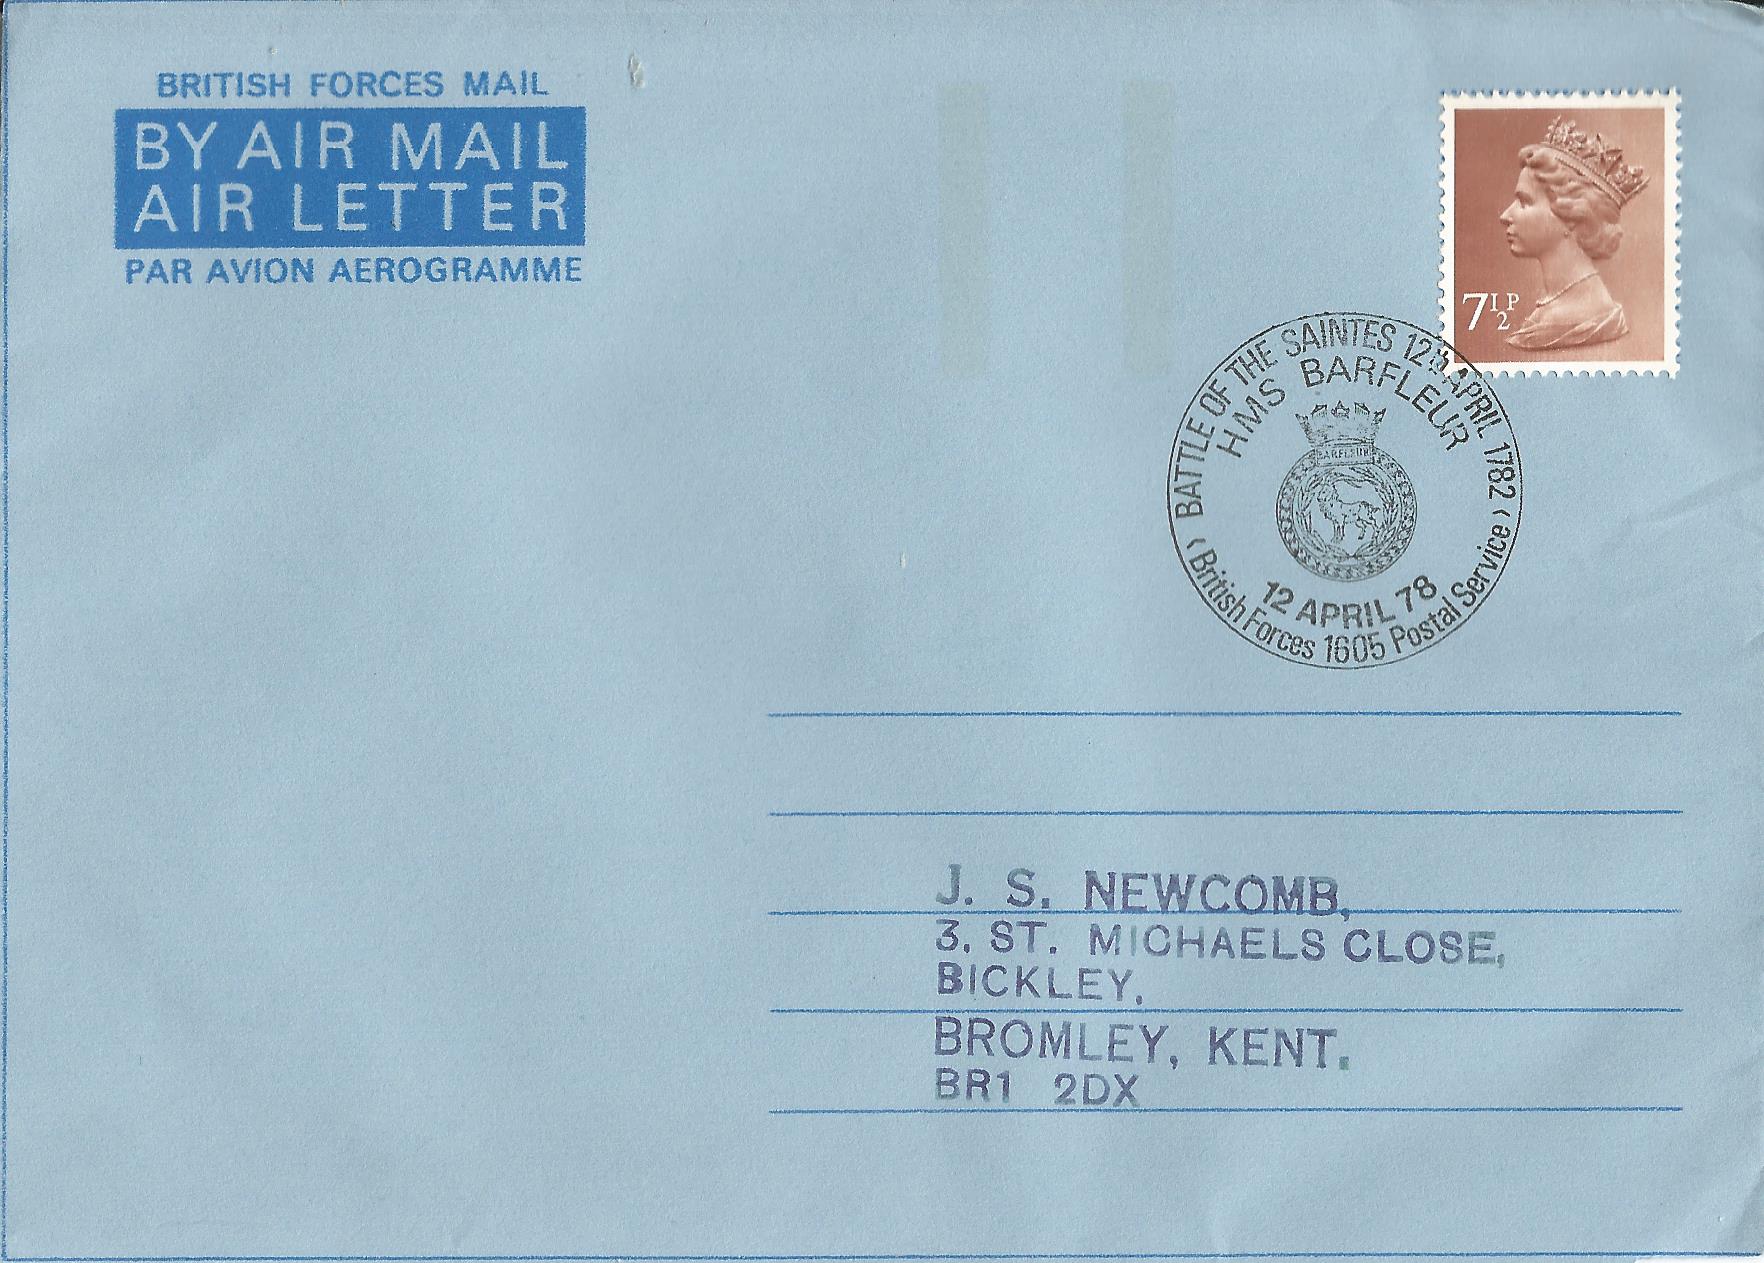 BRITISH FORCES MAIL
BY AIR MAIL
AIR LETTER
PAR AVION AEROGRAMME
7½P
BATTLE OF THE SAINTES 12th APRIL 1782
HMS BARFLEUR
BARFLEUR
12 APRIL 78
British Forces 1605 Postal Service
J. S. NEWCOMB,
3. ST. MICHAELS CLOSE,
BICKLEY,
BROMLEY, KENT.
BR1 2DX